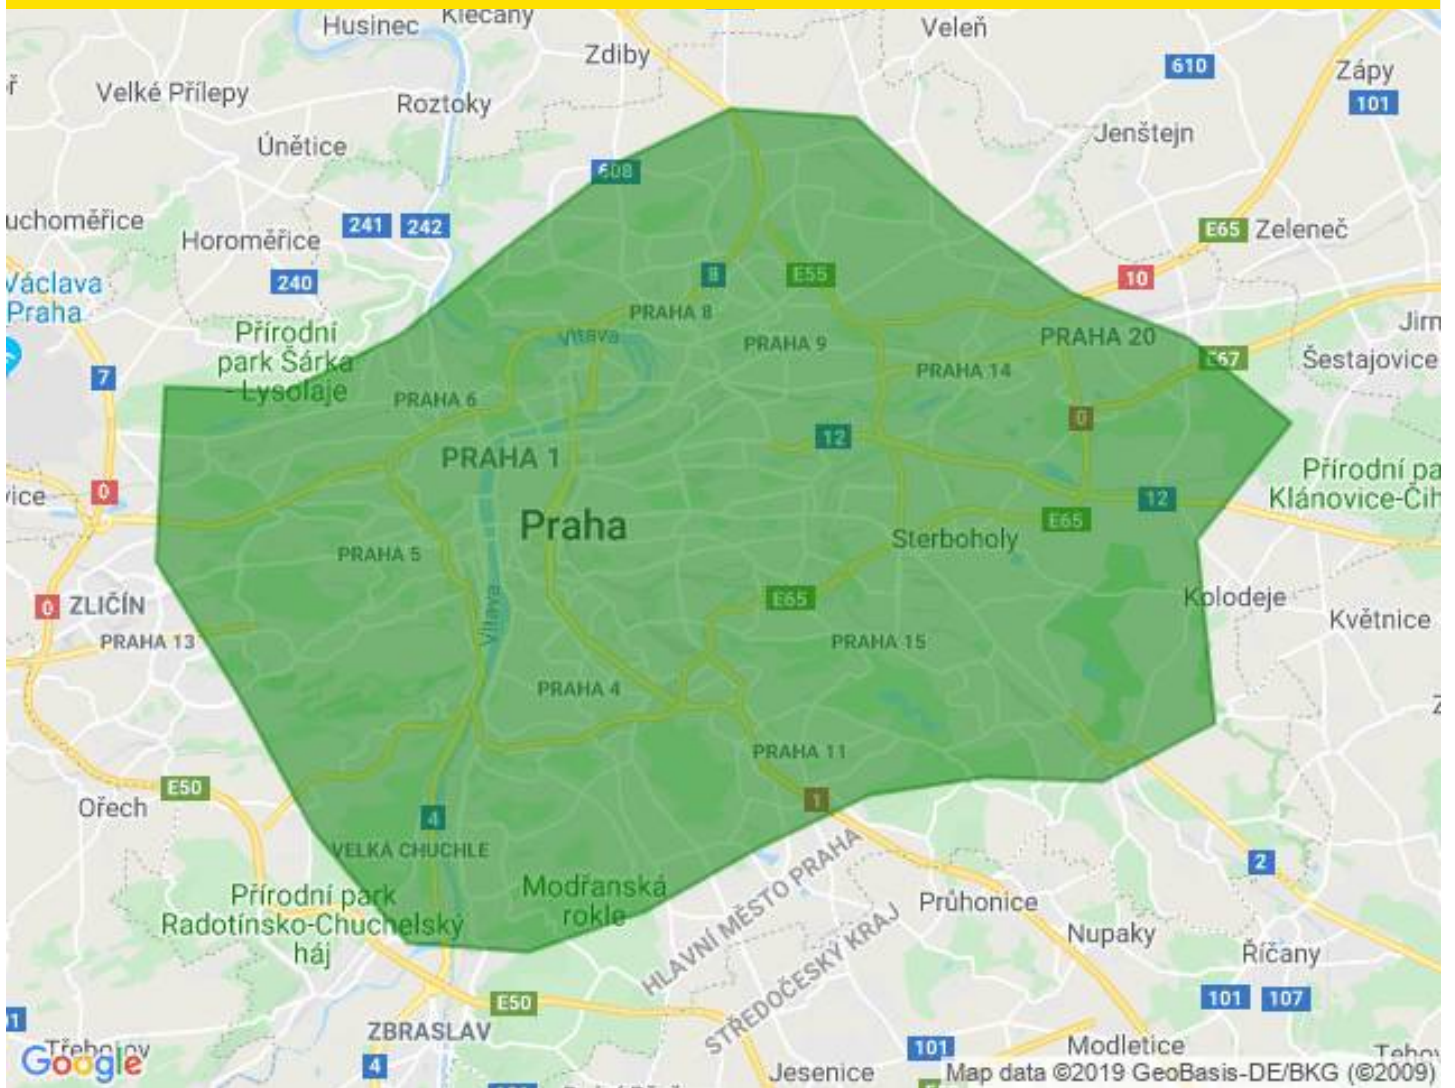 Husinec
Klecany
Veleň
Zdiby
610
Zápy
Velké Přílepy
Roztoky
101
Jenštejn
Únětice
608
uchoměřice
241
242
Horoměřice
E65
Zeleneč
Václava
Praha
240
8
E55
10
PRAHA 8
Přírodní
park Šárka
- Lysolaje
Vltava
PRAHA 9
PRAHA 20
Jirn
7
E67
Šestajovice
PRAHA 14
PRAHA 6
0
12
PRAHA 1
Přírodní pa
Klánovice-Čih
0
vice
12
Praha
E65
Sterboholy
PRAHA 5
0
ZLIČÍN
Vltava
E65
Kolodeje
Květnice
PRAHA 13
PRAHA 15
PRAHA 4
PRAHA 11
E50
Ořech
1
4
VELKÁ CHUCHLE
2
Přírodní park
Radotínsko-Chuchelský
háj
Modřanská
rokle
HLAVNÍ MĚSTO PRAHA
STŘEDOČESKÝ KRAJ
Průhonice
Nupaky
Říčany
E50
101
107
ZBRASLAV
4
101
Modletice
Google
Jesenice
Map data ©2019 GeoBasis-DE/BKG (©2009)